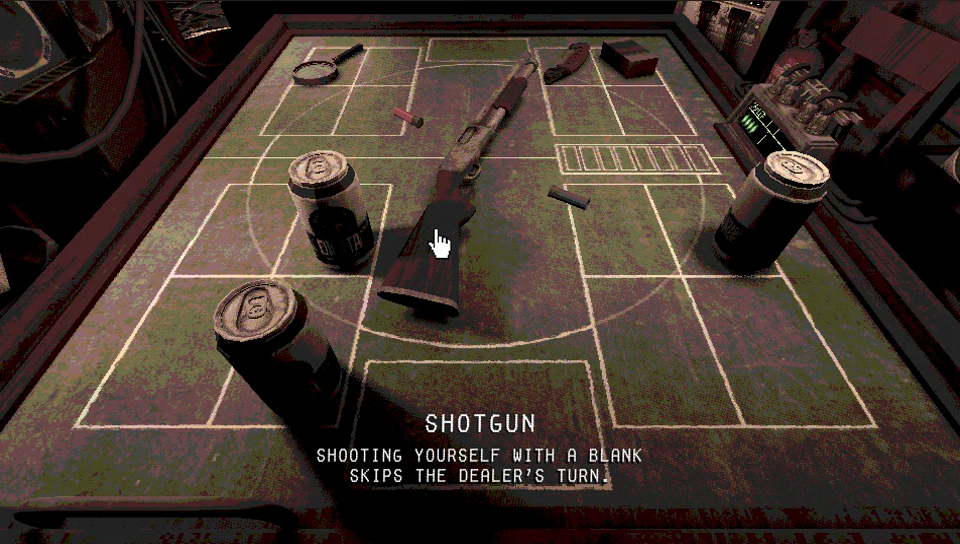 SHOTGUN
SHOOTING YOURSELF WITH A BLANK
SKIPS THE DEALER'S TURN.